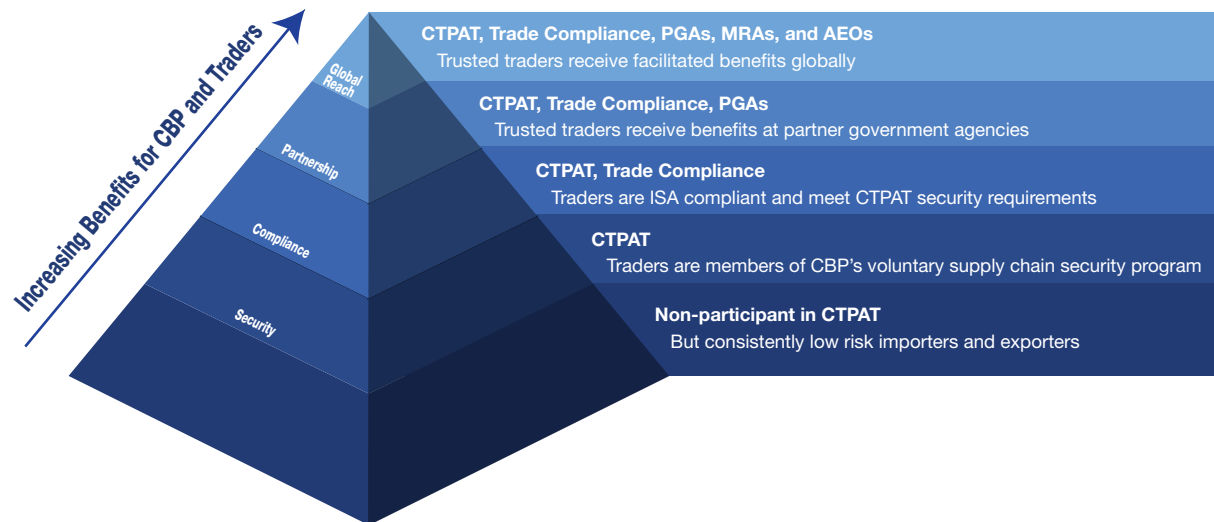 Increasing Benefits for CBP and Traders
Global
Reach
CTPAT, Trade Compliance, PGAs, MRAs, and AEOs
Trusted traders receive facilitated benefits globally
Partnership
CTPAT, Trade Compliance, PGAs
Trusted traders receive benefits at partner government agencies
Compliance
CTPAT, Trade Compliance
Traders are ISA compliant and meet CTPAT security requirements
Security
CTPAT
Traders are members of CBP's voluntary supply chain security program
Non-participant in CTPAT
But consistently low risk importers and exporters